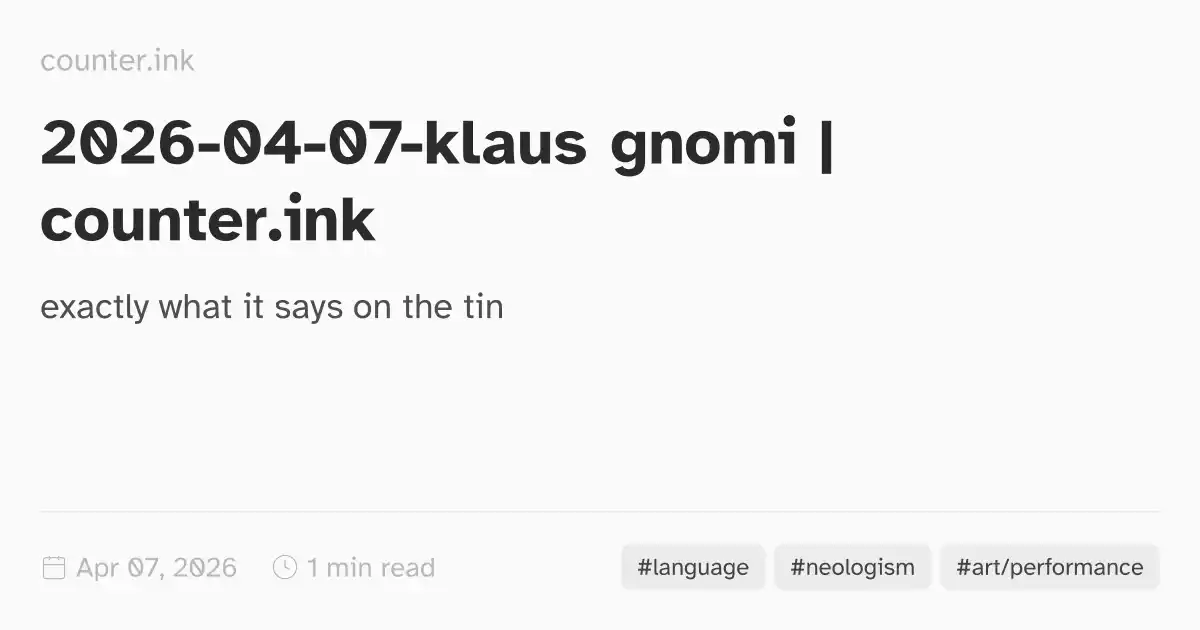 counter.ink
2026-04-07-klaus gnomi |
counter.ink
exactly what it says on the tin
Apr 07, 2026
1 min read
#language
#neologism
#art/performance